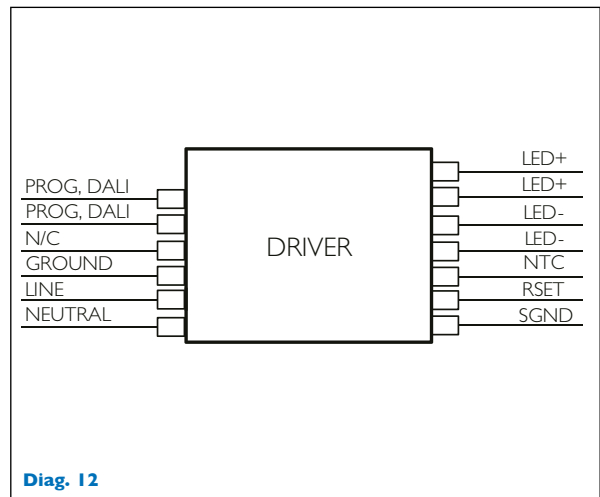 PROG, DALI
PROG, DALI
N/C
GROUND
LINE
NEUTRAL
DRIVER
LED+
LED+
LED-
LED-
NTC
RSET
SGND
Diag. 12